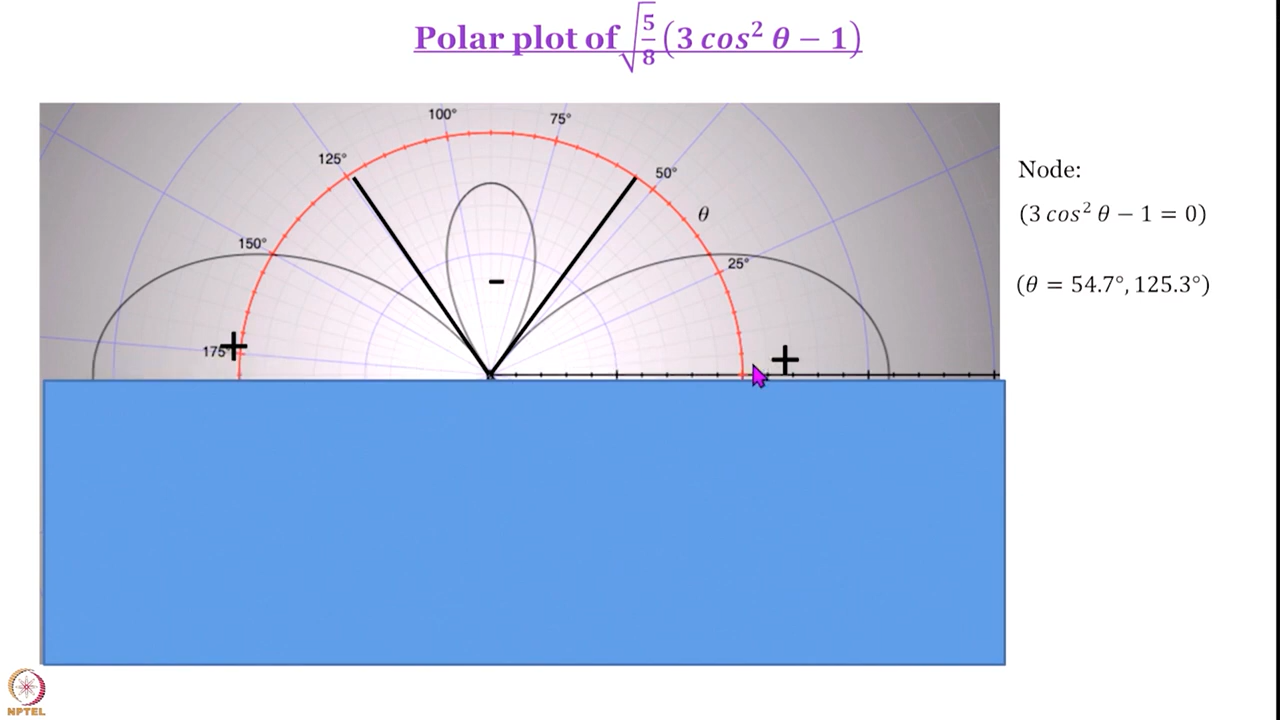 Polar plot of √5/8 (3 cos² θ − 1)
100°
75°
125°
50°
θ
150°
25°
−
175°
+
+
Node:
(3 cos² θ − 1 = 0)
(θ = 54.7°, 125.3°)
NPTEL